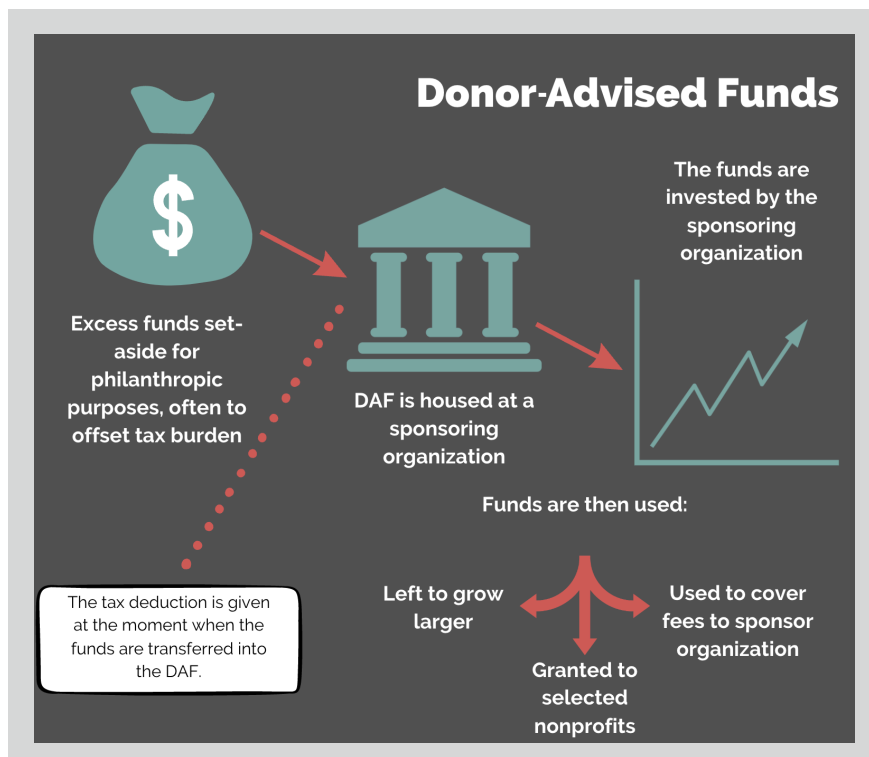 Donor-Advised Funds
$
Excess funds set-
aside for
philanthropic
purposes, often to
offset tax burden
DAF is housed at a
sponsoring
organization
The funds are
invested by the
sponsoring
organization
The tax deduction is given
at the moment when the
funds are transferred into
the DAF.
Funds are then used:
Left to grow
larger
Granted to
selected
nonprofits
Used to cover
fees to sponsor
organization